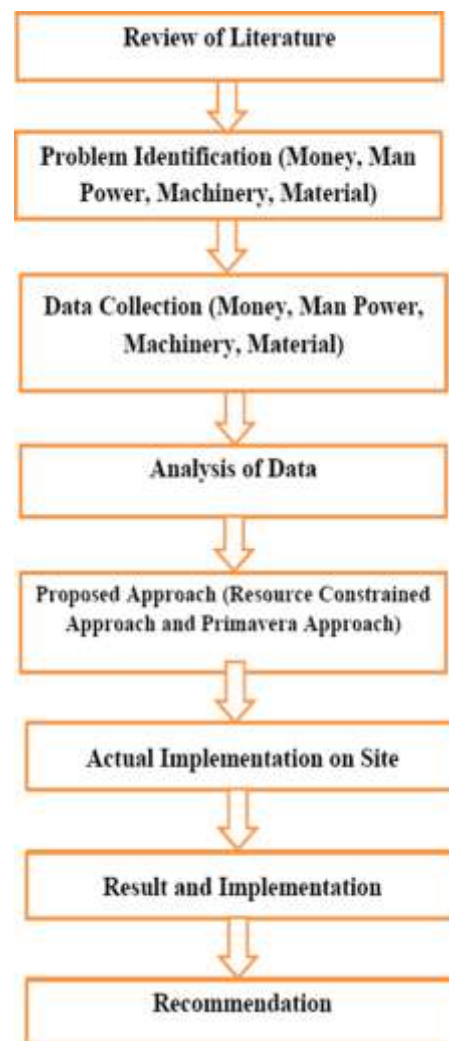 Review of Literature
Problem Identification (Money, Man
Power, Machinery, Material)
Data Collection (Money, Man Power,
Machinery, Material)
Analysis of Data
Proposed Approach (Resource Constrained
Approach and Primavera Approach)
Actual Implementation on Site
Result and Implementation
Recommendation